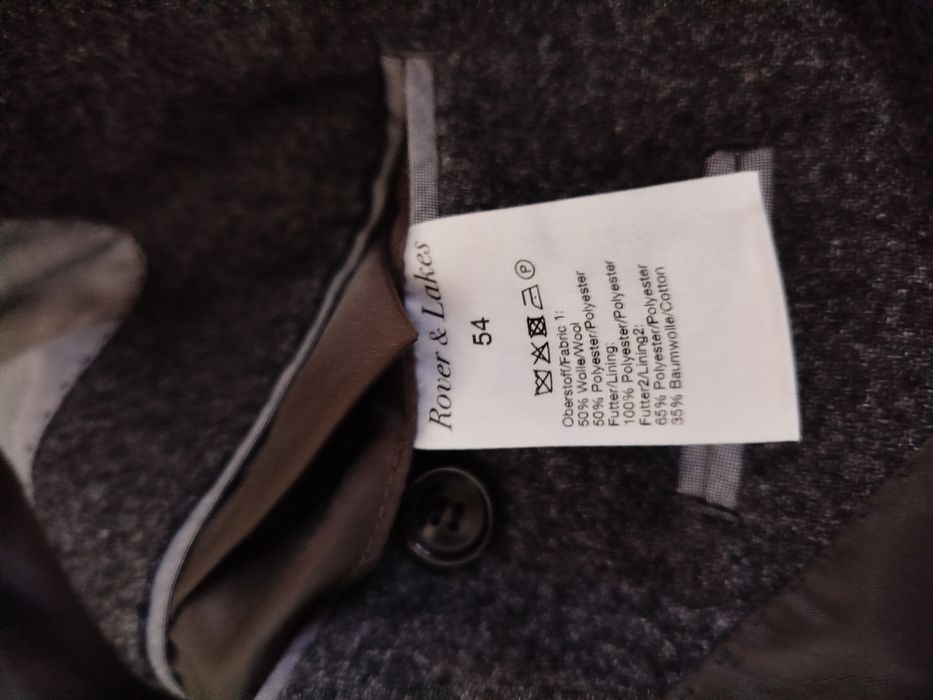 Rover & Lakes
54
P
Oberstoff/Fabric 1:
50% Wolle/Wool
50% Polyester/Polyester
Futter/Lining:
100% Polyester/Polyester
Futter2/Lining2:
65% Polyester/Polyester
35% Baumwolle/Cotton